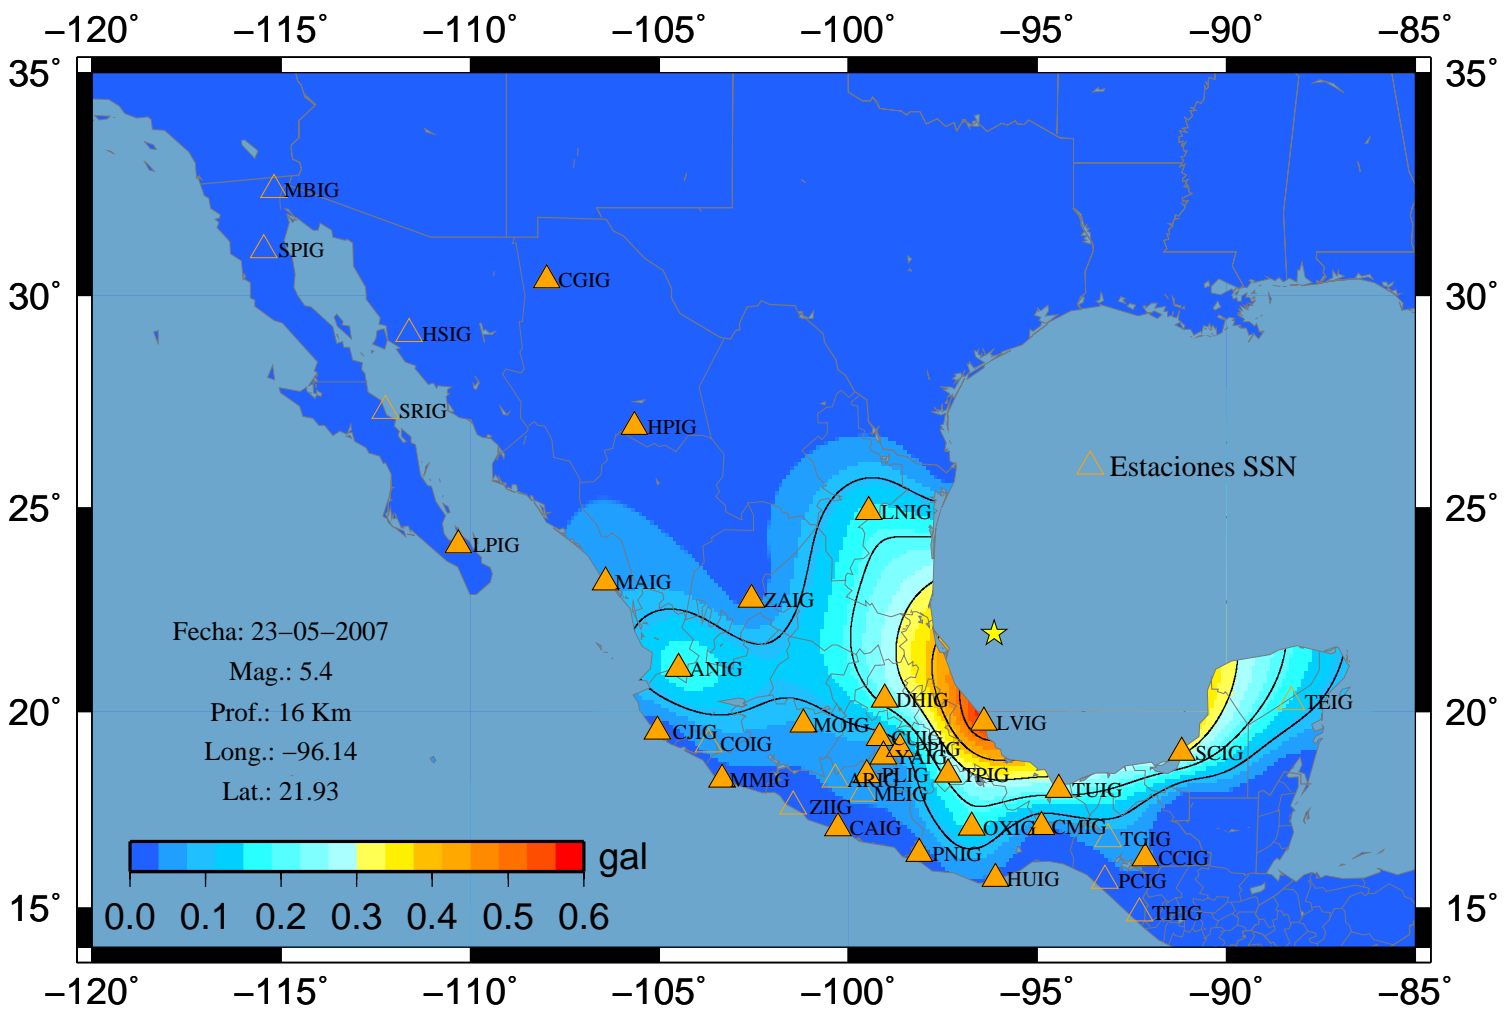 −120° −115° −110° −105° −100° −95° −90° −85°
35° 35°
MBIG
SPIG
CGIG
30° 30°
HSIG
SRIG
HPIG
Estaciones SSN
25° LNIG 25°
LPIG
MAIG
ZAIG
Fecha: 23−05−2007
Mag.: 5.4
ANIG
Prof.: 16 Km
DHIG
TEIG
20° 20°
MOIG
LVIG
CJIG
CUIG
COIG
PPIG
Long.: −96.14
YAIG
SCIG
PLIG
TPIG
MMIG
ARIG
Lat.: 21.93
MEIG
TUIG
ZIIG
CAIG
OXIG
CMIG
TGIG
PNIG
CCIG
gal
HUIG
PCIG
THIG
0.0 0.1 0.2 0.3 0.4 0.5 0.6
15° 15°
−120° −115° −110° −105° −100° −95° −90° −85°